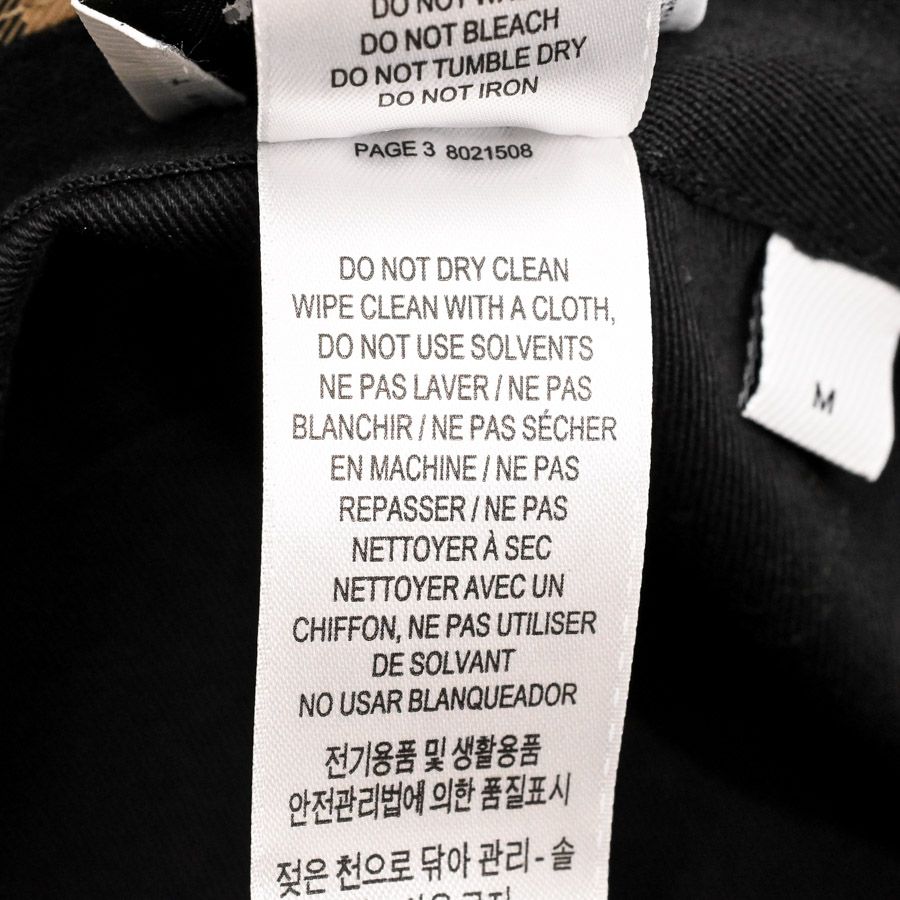 DO NOT
DO NOT BLEACH
DO NOT TUMBLE DRY
DO NOT IRON
PAGE 3 8021508
DO NOT DRY CLEAN
WIPE CLEAN WITH A CLOTH,
DO NOT USE SOLVENTS
NE PAS LAVER / NE PAS
BLANCHIR / NE PAS SÉCHER
EN MACHINE / NE PAS
REPASSER / NE PAS
NETTOYER À SEC
NETTOYER AVEC UN
CHIFFON, NE PAS UTILISER
DE SOLVANT
NO USAR BLANQUEADOR
전기용품 및 생활용품
안전관리법에 의한 품질표시
젖은 천으로 닦아 관리 - 솔
M